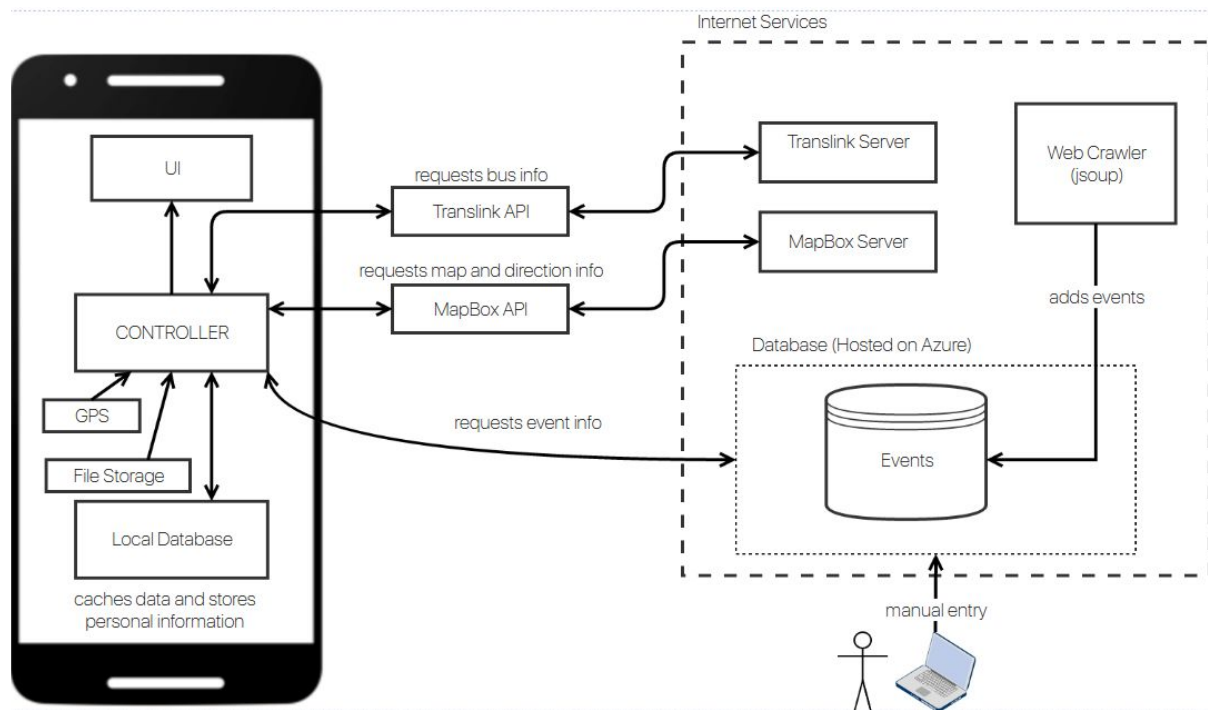 Internet Services
UI
requests bus info
Translink API
Translink Server
Web Crawler
(jsoup)
MapBox Server
requests map and direction info
MapBox API
CONTROLLER
adds events
Database (Hosted on Azure)
GPS
requests event info
File Storage
Events
Local Database
caches data and stores
personal information
manual entry